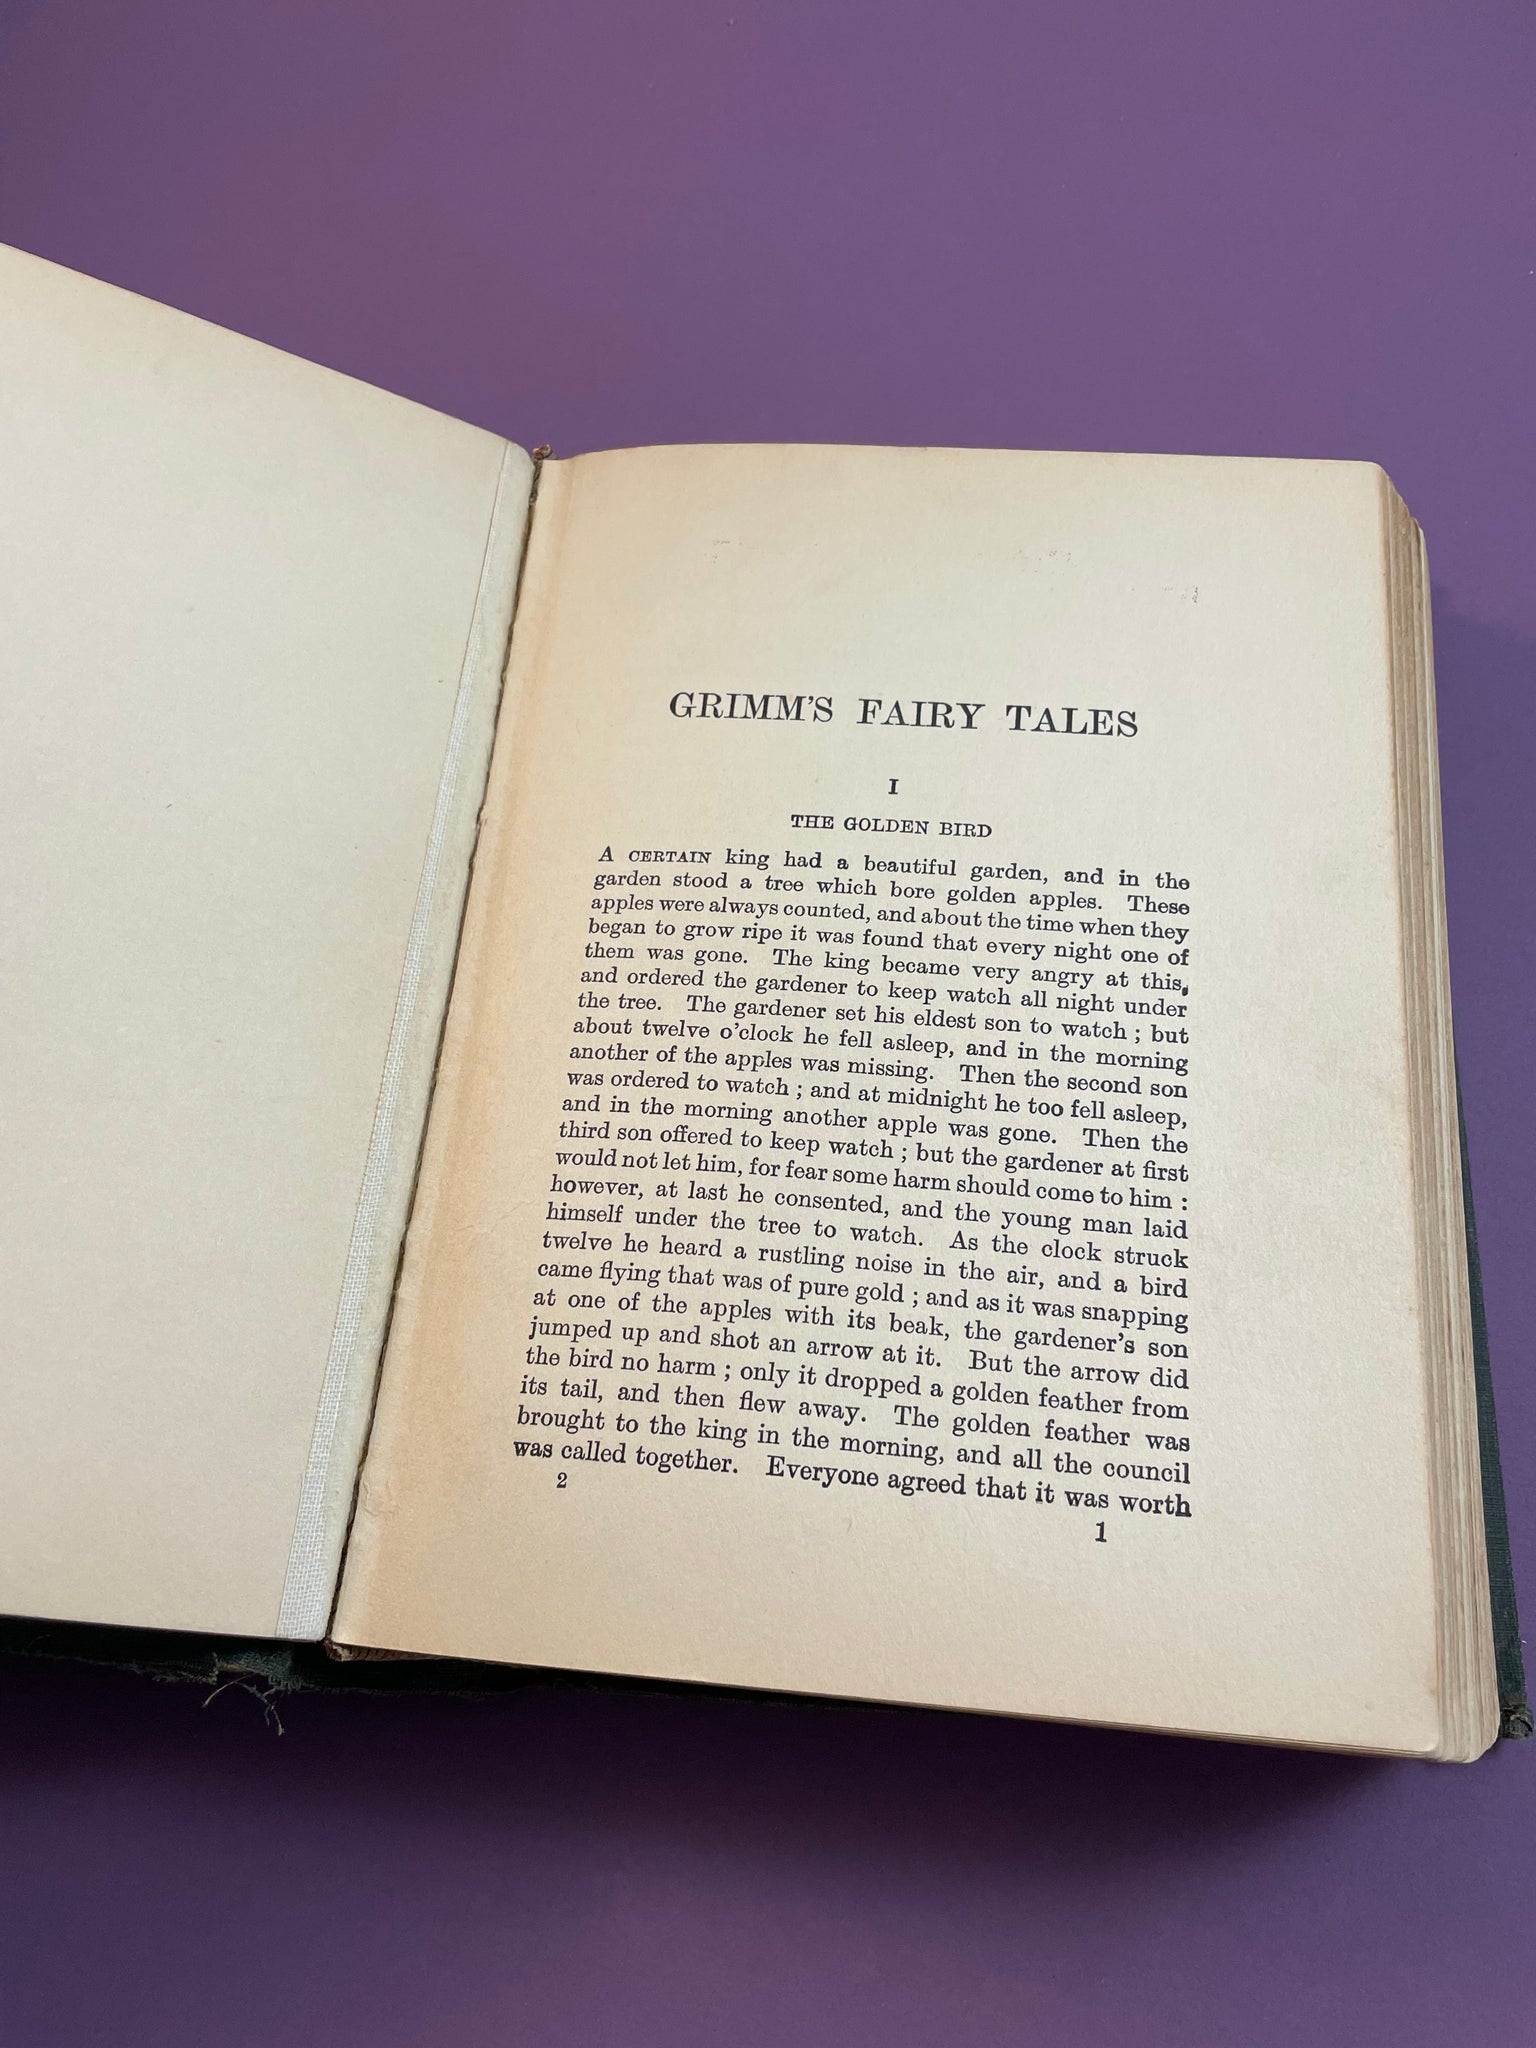 GRIMM'S FAIRY TALES
I
THE GOLDEN BIRD
A CERTAIN king had a beautiful garden, and in the
garden stood a tree which bore golden apples. These
apples were always counted, and about the time when they
began to grow ripe it was found that every night one of
them was gone. The king became very angry at this,
and ordered the gardener to keep watch all night under
the tree. The gardener set his eldest son to watch ; but
about twelve o'clock he fell asleep, and in the morning
another of the apples was missing. Then the second son
was ordered to watch ; and at midnight he too fell asleep,
and in the morning another apple was gone. Then the
third son offered to keep watch ; but the gardener at first
would not let him, for fear some harm should come to him :
however, at last he consented, and the young man laid
himself under the tree to watch. As the clock struck
twelve he heard a rustling noise in the air, and a bird
came flying that was of pure gold ; and as it was snapping
at one of the apples with its beak, the gardener's son
jumped up and shot an arrow at it. But the arrow did
the bird no harm ; only it dropped a golden feather from
its tail, and then flew away. The golden feather was
brought to the king in the morning, and all the council
was called together. Everyone agreed that it was worth
2
1